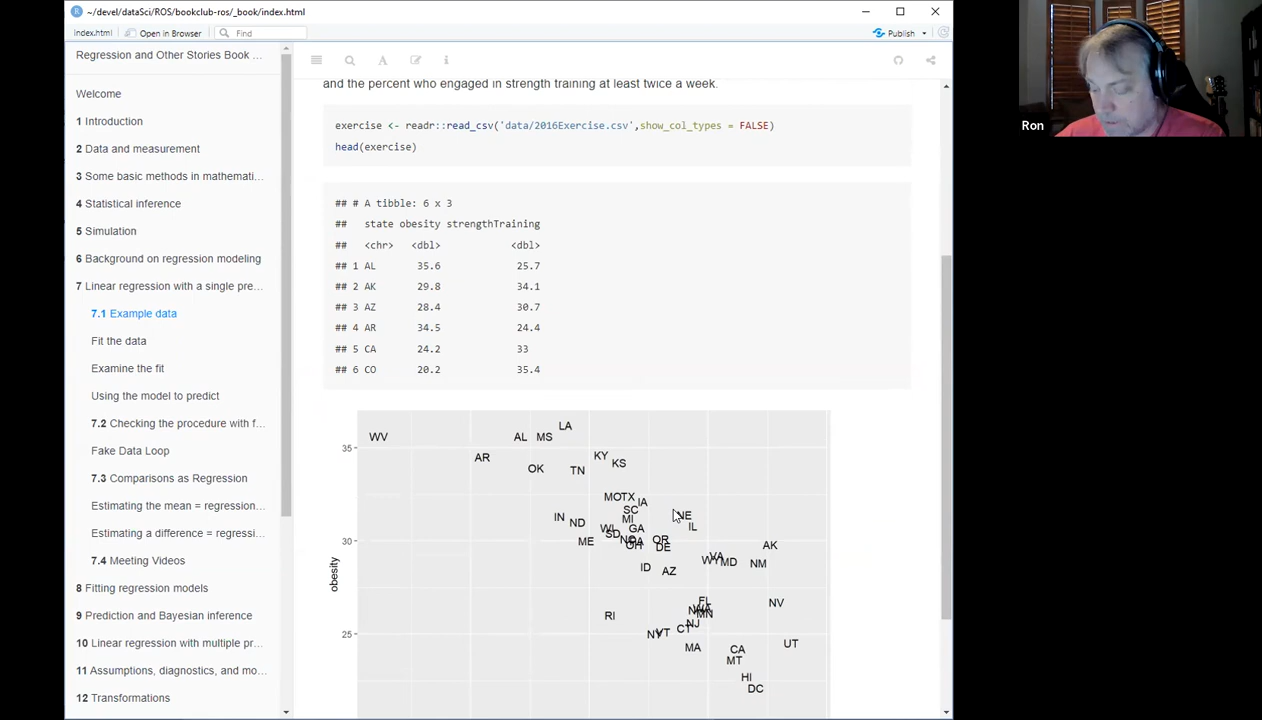 ~/devel/dataSci/ROS/bookclub-ros/_book/index.html
index.html Open in Browser Find Publish
Regression and Other Stories Book ...
Welcome
1 Introduction
2 Data and measurement
3 Some basic methods in mathemati...
4 Statistical inference
5 Simulation
6 Background on regression modeling
7 Linear regression with a single pre...
7.1 Example data
Fit the data
Examine the fit
Using the model to predict
7.2 Checking the procedure with f...
Fake Data Loop
7.3 Comparisons as Regression
Estimating the mean = regression...
Estimating a difference = regressi...
7.4 Meeting Videos
8 Fitting regression models
9 Prediction and Bayesian inference
10 Linear regression with multiple pr...
11 Assumptions, diagnostics, and mo...
12 Transformations
and the percent who engaged in strength training at least twice a week.
exercise <- readr::read_csv('data/2016Exercise.csv',show_col_types = FALSE)
head(exercise)
## # A tibble: 6 x 3
##   state obesity strengthTraining
##   <chr>   <dbl>            <dbl>
## 1 AL       35.6             25.7
## 2 AK       29.8             34.1
## 3 AZ       28.4             30.7
## 4 AR       34.5             24.4
## 5 CA       24.2             33
## 6 CO       20.2             35.4
LA
WV AL MS
35
AR KY KS
OK TN
MO TX IA
SC NE
IN ND MI IL
WI GA
SD
30 ME OH OR DE AK
VA
WY MD NM
ID AZ
obesity
FL NV
MN
RI
NJ
25 NY VT CT
MA CA UT
MT
HI
DC
Ron